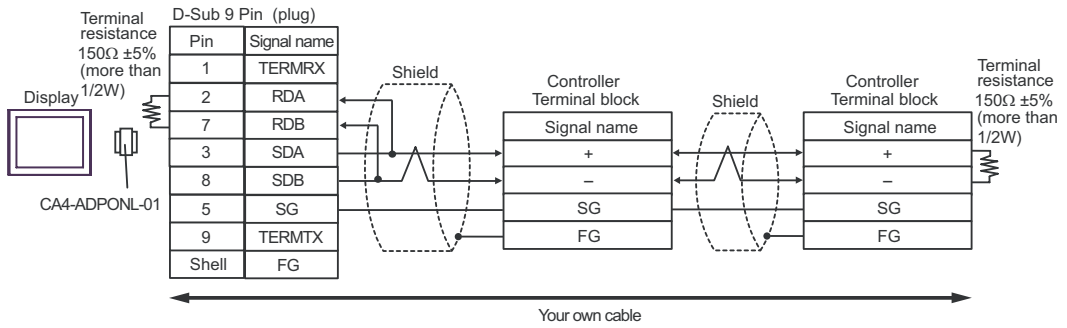 Terminal
resistance
150Ω ±5%
(more than
1/2W)
Display
CA4-ADPONL-01
D-Sub 9 Pin (plug)
Pin Signal name
1 TERMRX
2 RDA
7 RDB
3 SDA
8 SDB
5 SG
9 TERMTX
Shell FG
Shield
Controller
Terminal block
Signal name
+
–
SG
FG
Shield
Controller
Terminal block
Signal name
+
–
SG
FG
Terminal
resistance
150Ω ±5%
(more than
1/2W)
Your own cable